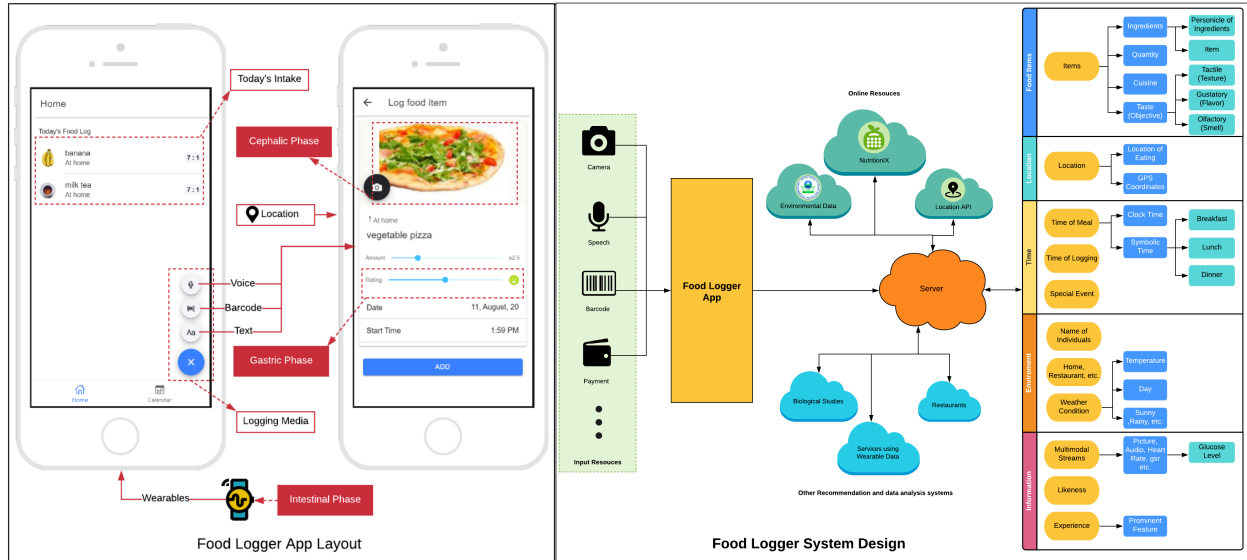 Home
Today's Food Log
banana
At home
7 : 1
milk tea
At home
7 : 1
Aa
Home
Calendar
Today's Intake
Cephalic Phase
Location
Voice
Barcode
Text
Gastric Phase
Logging Media
Wearables
Intestinal Phase
Log food item
At home
vegetable pizza
Amount
x2.5
Rating
Date
11, August, 20
Start Time
1:59 PM
ADD
Food Logger App Layout
Camera
Speech
Barcode
Payment
Input Resouces
Food Logger
App
Online Resouces
NutritionIX
Environmental Data
Location API
Server
Biological Studies
Restaurants
Services using
Wearable Data
Other Recommendation and data analysis systems
Food Logger System Design
Food Items
Items
Ingredients
Quantity
Cuisine
Taste
(Objective)
Personicle of
Ingredients
Item
Tactile
(Texture)
Gustatory
(Flavor)
Olfactory
(Smell)
Location
Location
Location of
Eating
GPS
Coordinates
Time
Time of Meal
Time of Logging
Special Event
Clock Time
Symbolic
Time
Breakfast
Lunch
Dinner
Enviroment
Name of
Individuals
Home,
Restaurant, etc.
Weather
Condition
Temperature
Day
Sunny
,Rainy, etc.
Information
Multimodal
Streams
Likeness
Experience
Picture,
Audio, Heart
Rate, gsr
etc.
Glucose
Level
Prominent
Feature